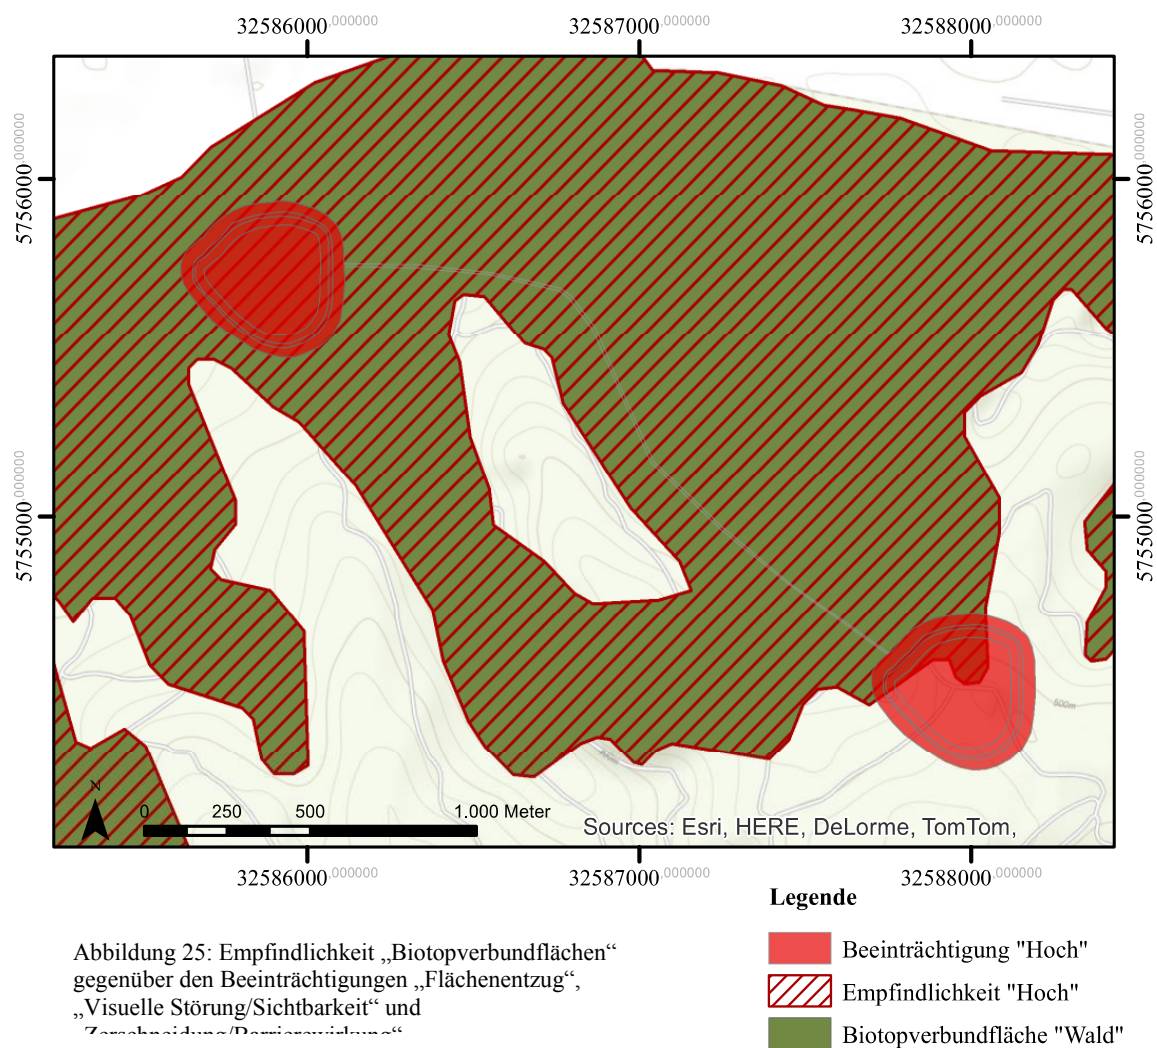 32586000,000000 32587000,000000 32588000,000000
5756000,000000 5756000,000000
5755000,000000 5755000,000000
500m
N
0 250 500 1.000 Meter
Sources: Esri, HERE, DeLorme, TomTom,
32586000,000000 32587000,000000 32588000,000000
Legende
Beeinträchtigung "Hoch"
Empfindlichkeit "Hoch"
Biotopverbundfläche "Wald"
Abbildung 25: Empfindlichkeit „Biotopverbundflächen“
gegenüber den Beeinträchtigungen „Flächenentzug“,
„Visuelle Störung/Sichtbarkeit“ und
„Zerschneidung/Barrierewirkung“